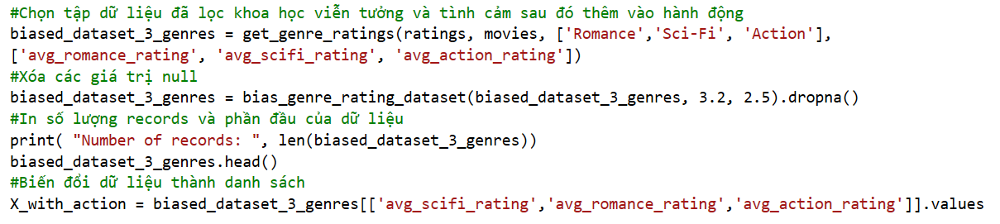 #Chọn tập dữ liệu đã lọc khoa học viễn tưởng và tình cảm sau đó thêm vào hành động
biased_dataset_3_genres = get_genre_ratings(ratings, movies, ['Romance','Sci-Fi', 'Action'],
['avg_romance_rating', 'avg_scifi_rating', 'avg_action_rating'])
#Xóa các giá trị null
biased_dataset_3_genres = bias_genre_rating_dataset(biased_dataset_3_genres, 3.2, 2.5).dropna()
#In số lượng records và phần đầu của dữ liệu
print( "Number of records: ", len(biased_dataset_3_genres))
biased_dataset_3_genres.head()
#Biến đổi dữ liệu thành danh sách
X_with_action = biased_dataset_3_genres[['avg_scifi_rating','avg_romance_rating','avg_action_rating']].values